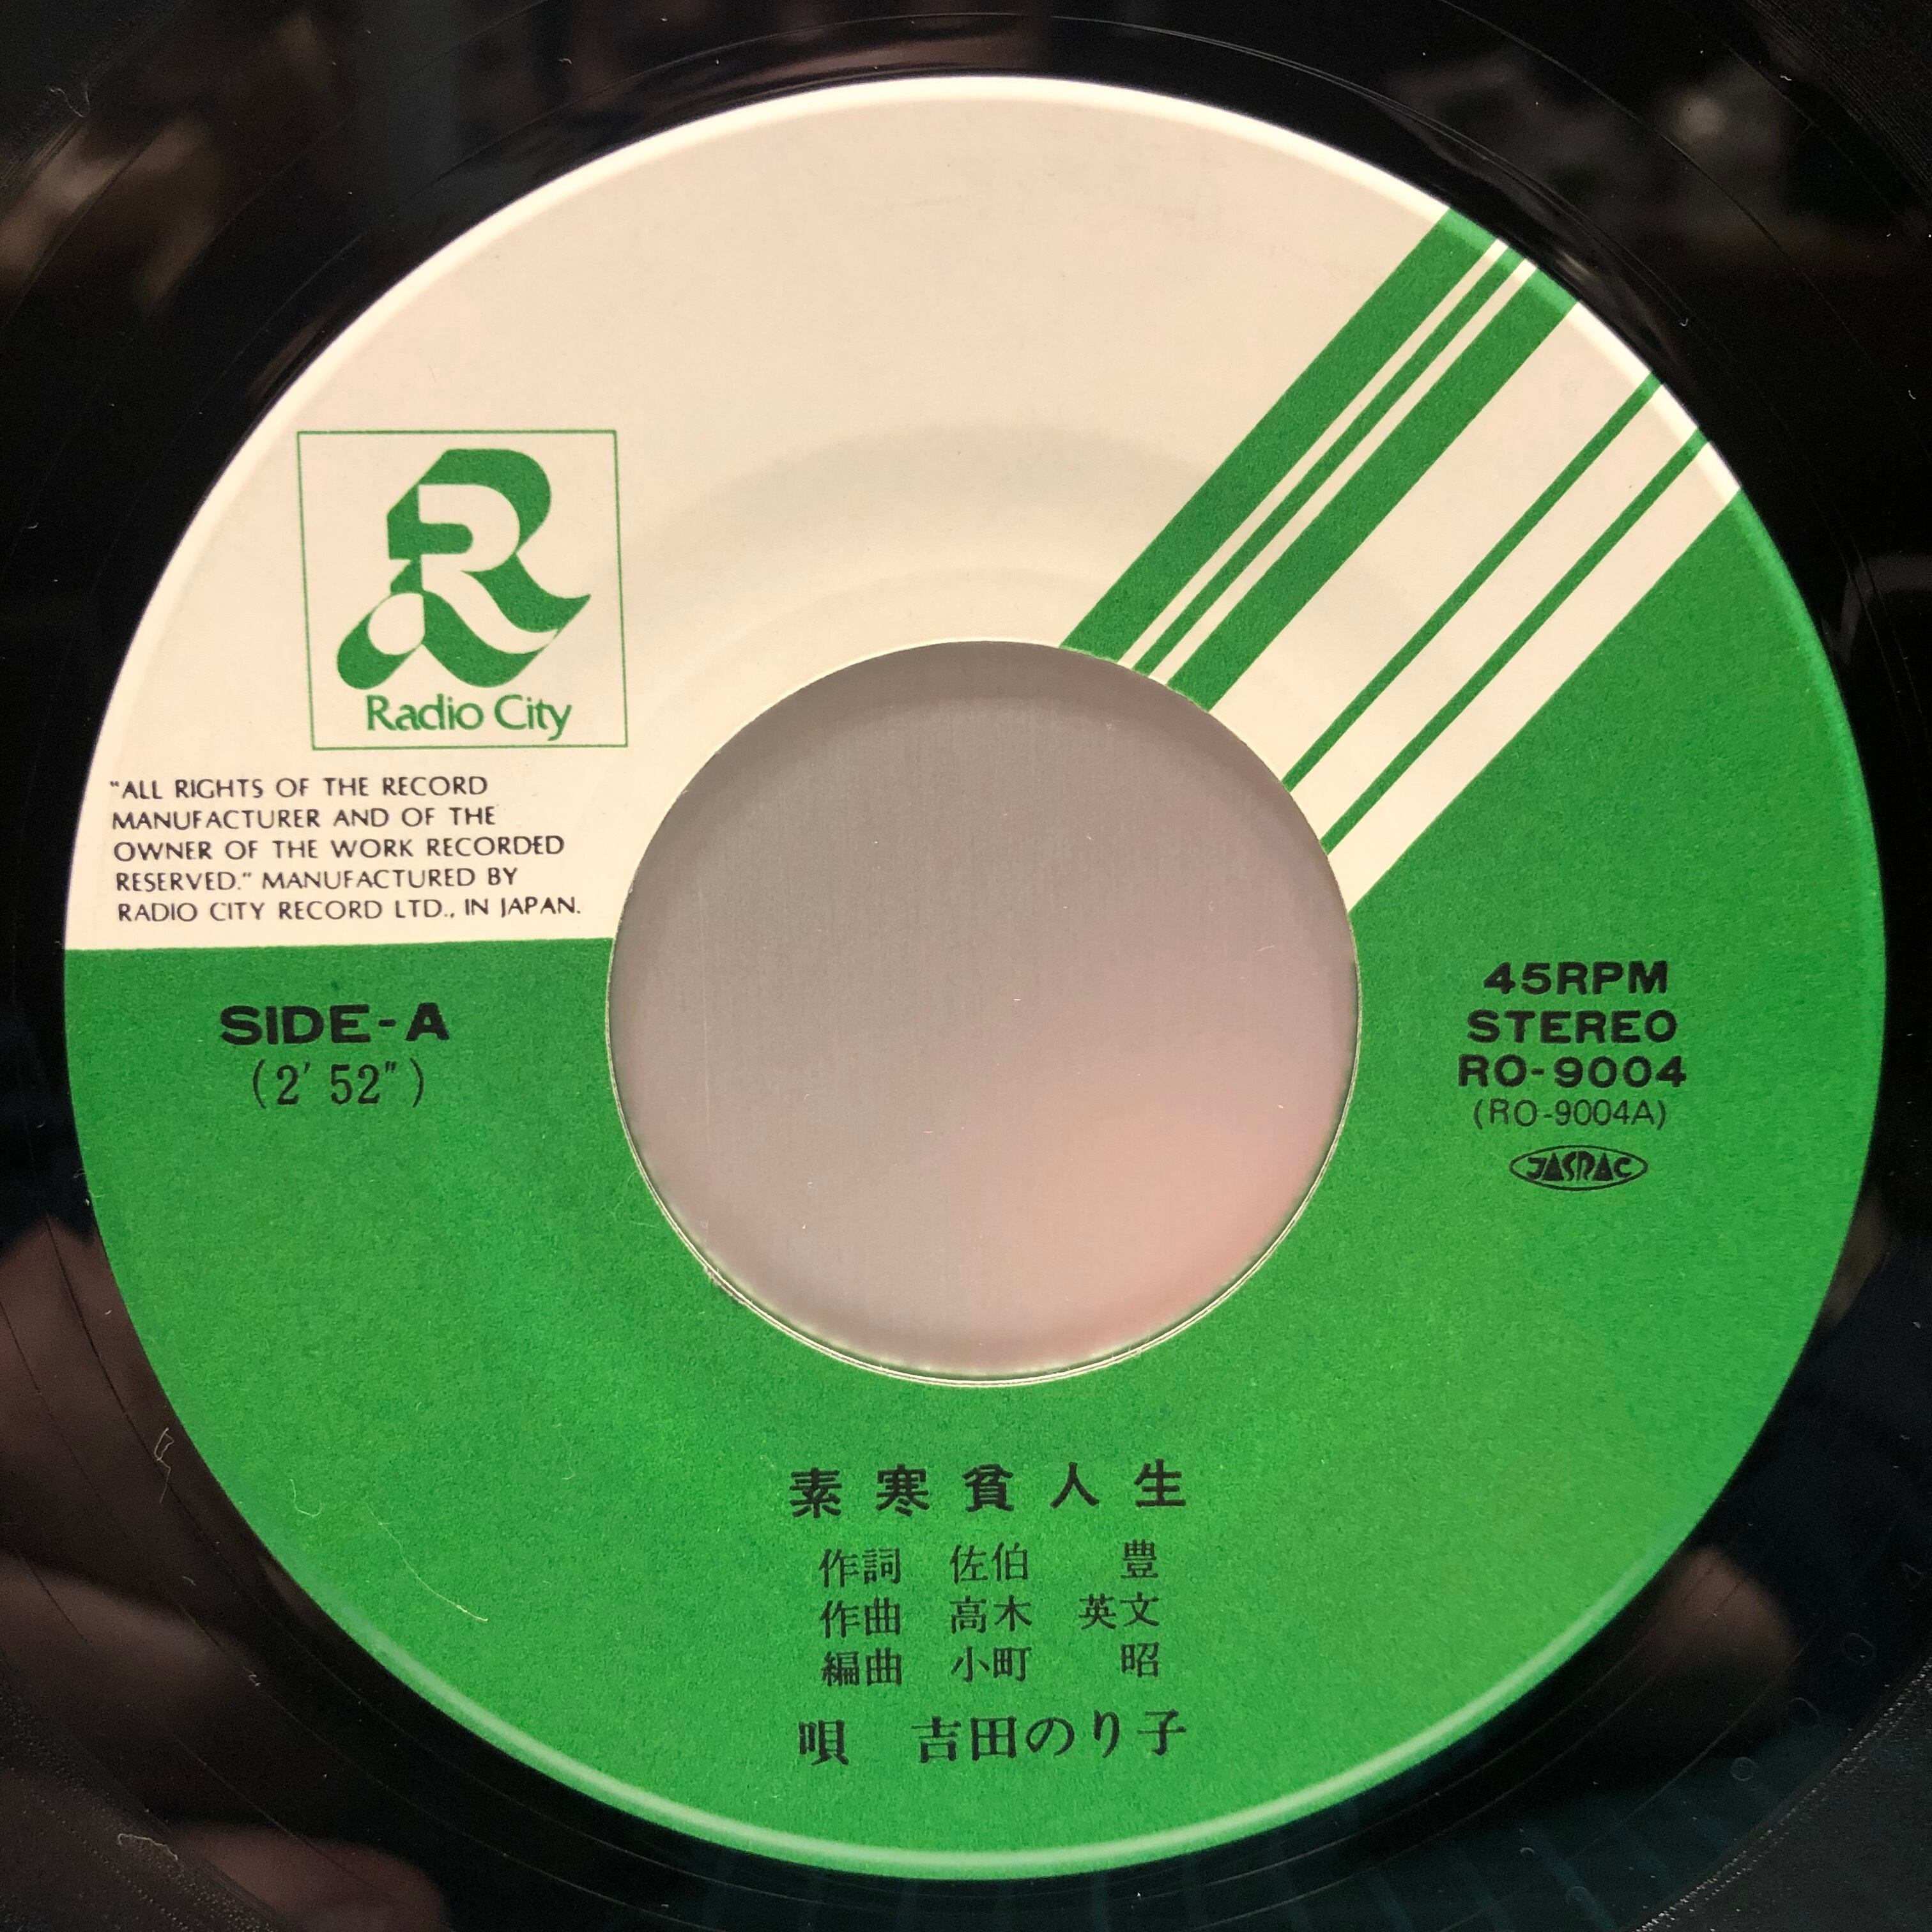 R
Radio City
"ALL RIGHTS OF THE RECORD
MANUFACTURER AND OF THE
OWNER OF THE WORK RECORDED
RESERVED." MANUFACTURED BY
RADIO CITY RECORD LTD., IN JAPAN.
SIDE-A
(2′52″)
45RPM
STEREO
RO-9004
(RO-9004A)
JASRAC
素寒貧人生
作詞 佐伯 豊
作曲 高木 英文
編曲 小町 昭
唄 吉田のり子